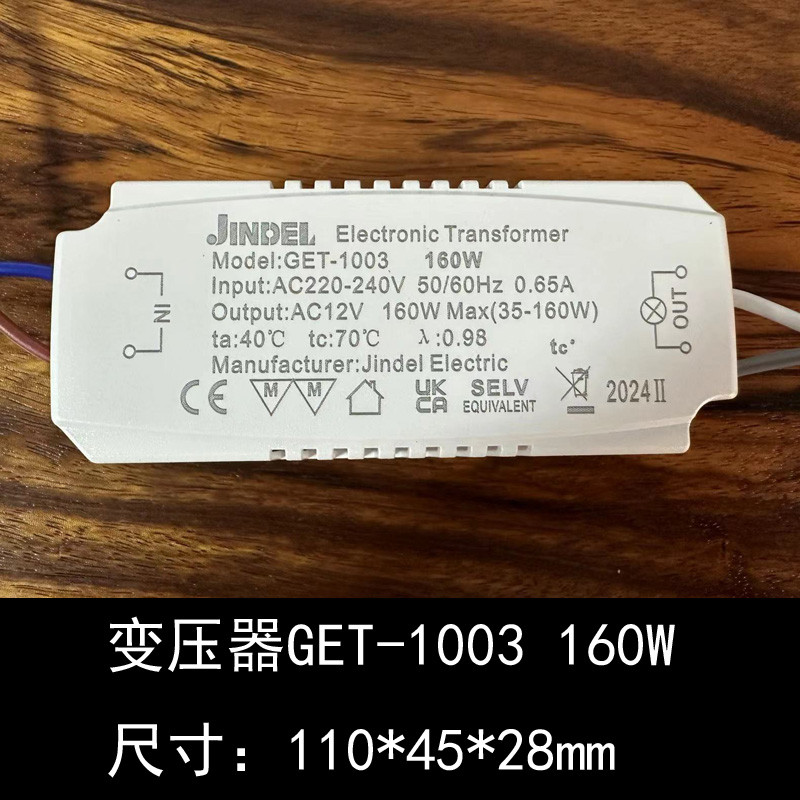 JINDEL Electronic Transformer
Model:GET-1003 160W
Input:AC220-240V 50/60Hz 0.65A
Output:AC12V 160W Max(35-160W)
ta:40℃ tc:70℃ λ:0.98
Manufacturer:Jindel Electric
tc
IN
OUT
CE M M UK CA SELV EQUIVALENT 2024II
变压器GET-1003 160W
尺寸：110*45*28mm